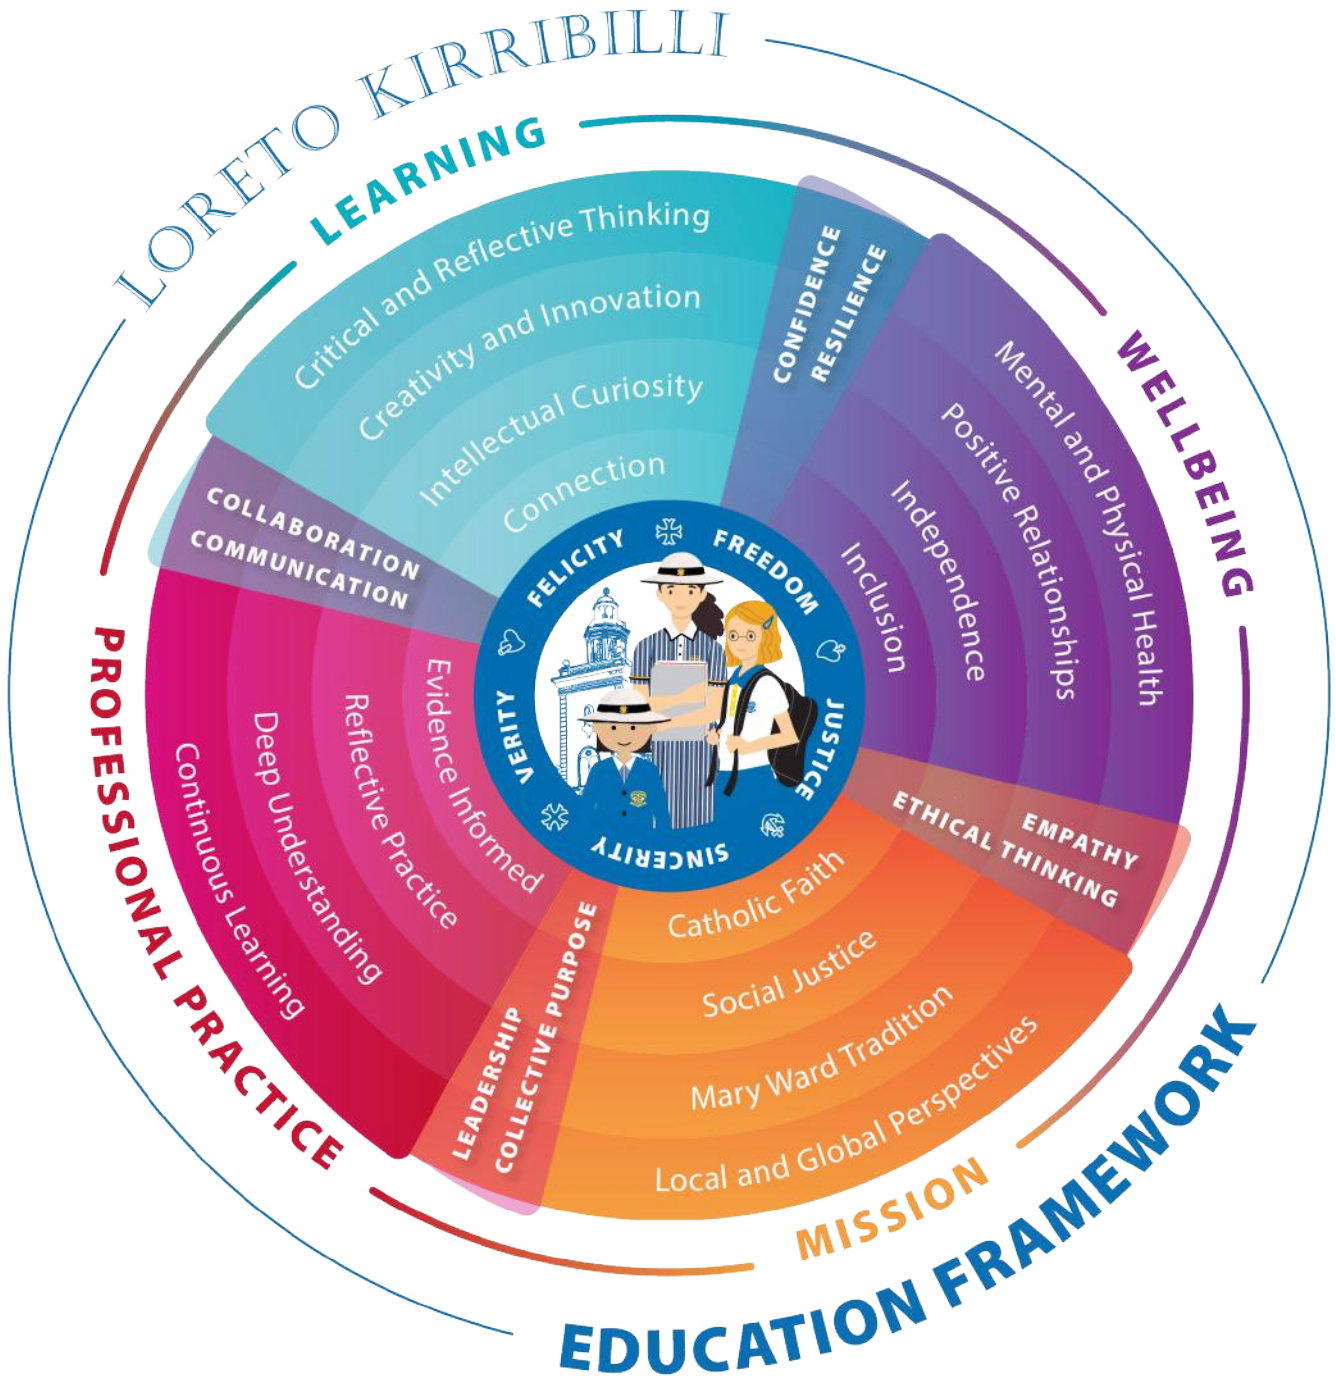 LORETO KIRRIBILLI
LEARNING
Critical and Reflective Thinking
Creativity and Innovation
Intellectual Curiosity
Connection
CONFIDENCE
RESILIENCE
WELLBEING
Mental and Physical Health
Positive Relationships
Independence
Inclusion
EMPATHY
ETHICAL THINKING
MISSION
Catholic Faith
Social Justice
Mary Ward Tradition
Local and Global Perspectives
LEADERSHIP
COLLECTIVE PURPOSE
PROFESSIONAL PRACTICE
Evidence Informed
Reflective Practice
Deep Understanding
Continuous Learning
COLLABORATION
COMMUNICATION
FELICITY
FREEDOM
JUSTICE
SINCERITY
VERITY
EDUCATION FRAMEWORK